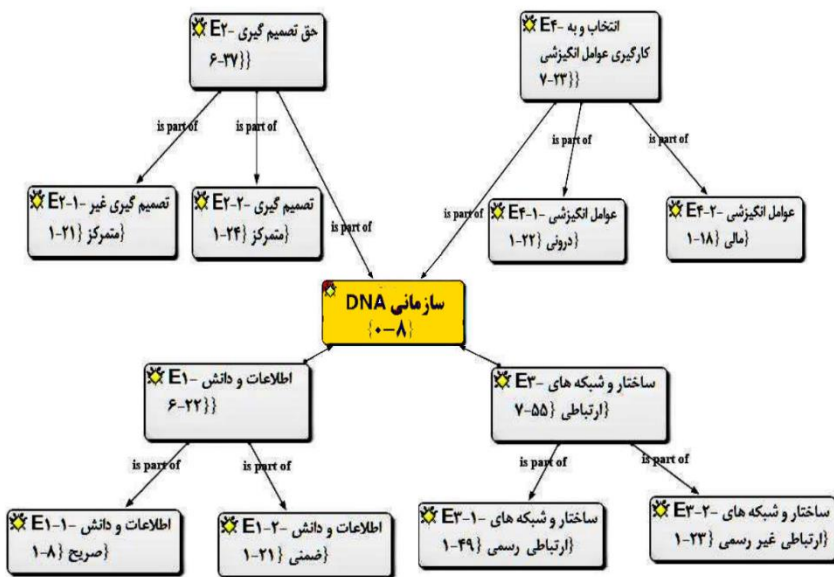 E۲- حق تصمیم گیری
۶-۳۷}}
E۴- انتخاب و به
کارگیری عوامل انگیزشی
۷-۲۳}}
is part of
is part of
is part of
is part of
is part of
is part of
E۲-۱- تصمیم گیری غیر
متمرکز {۱-۲۱}
E۲-۲- تصمیم گیری
متمرکز {۱-۲۴}
E۴-۱- عوامل انگیزشی
درونی {۱-۲۲}
E۴-۲- عوامل انگیزشی
مالی {۱-۱۸}
DNA سازمانی
{۰-۸}
E۱- اطلاعات و دانش
۶-۲۲}}
E۳- ساختار و شبکه های
ارتباطی {۷-۵۵}
is part of
is part of
is part of
is part of
E۱-۱- اطلاعات و دانش
صریح {۱-۸}
E۱-۲- اطلاعات و دانش
ضمنی {۱-۲۱}
E۳-۱- ساختار و شبکه های
ارتباطی رسمی {۱-۴۹}
E۳-۲- ساختار و شبکه های
ارتباطی غیر رسمی {۱-۲۳}